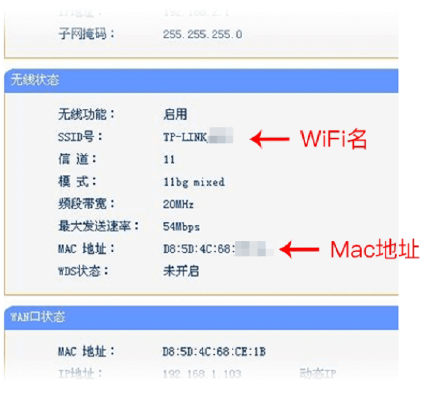 IP地址： 192.168.2.1
子网掩码： 255.255.255.0
无线状态
无线功能： 启用
SSID号： TP-LINK WiFi名
信 道： 11
模 式： 11bg mixed
频段带宽： 20MHz
最大发送速率： 54Mbps
MAC 地址： D8:5D:4C:68: Mac地址
WDS状态： 未开启
WAN口状态
MAC 地址： D8:5D:4C:68:CE:1B
IP地址： 192.168.1.103 动态IP